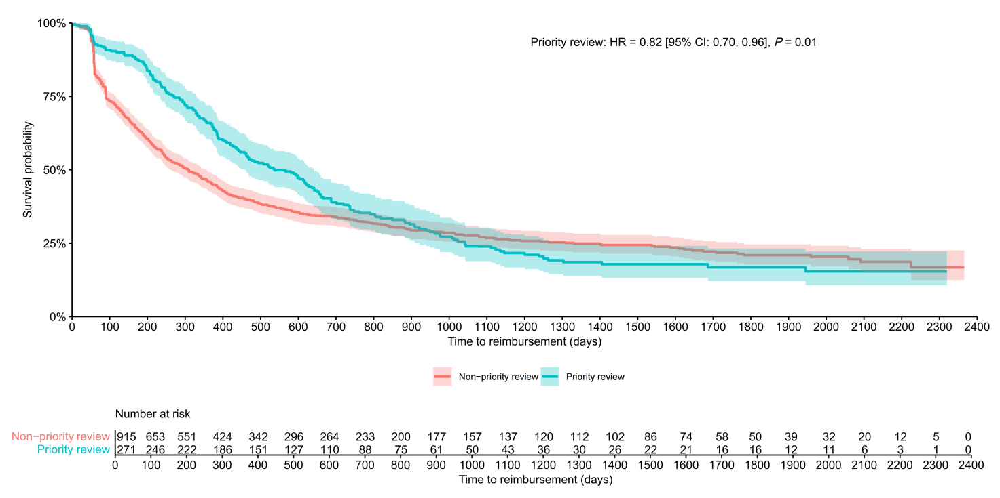 Priority review: HR = 0.82 [95% CI: 0.70, 0.96], P = 0.01
Survival probability
100%
75%
50%
25%
0%
0 100 200 300 400 500 600 700 800 900 1000 1100 1200 1300 1400 1500 1600 1700 1800 1900 2000 2100 2200 2300 2400
Time to reimbursement (days)
Non−priority review Priority review
Number at risk
Non−priority review 915 653 551 424 342 296 264 233 200 177 157 137 120 112 102 86 74 58 50 39 32 20 12 5 0
Priority review 271 246 222 186 151 127 110 88 75 61 50 43 36 30 26 22 21 16 16 12 11 6 3 1 0
0 100 200 300 400 500 600 700 800 900 1000 1100 1200 1300 1400 1500 1600 1700 1800 1900 2000 2100 2200 2300 2400
Time to reimbursement (days)